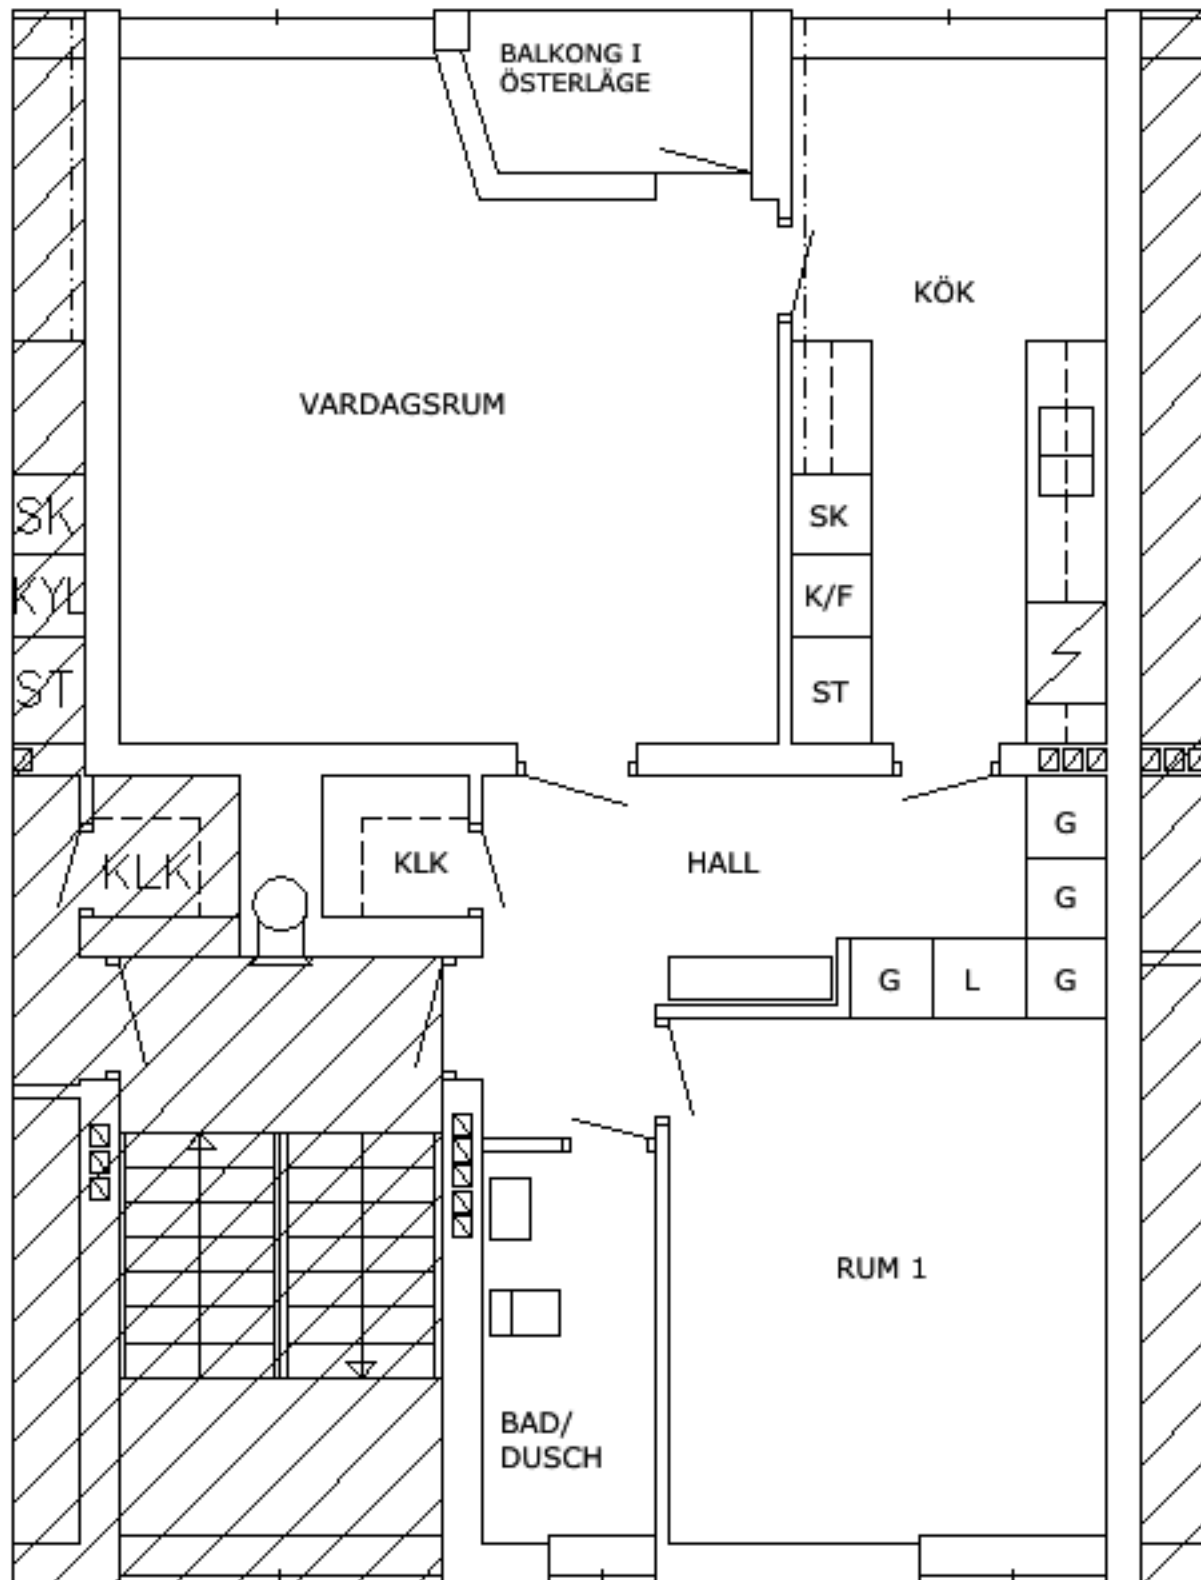 BALKONG I
ÖSTERLÄGE
KÖK
VARDAGSRUM
SK
SK
KYL
K/F
ST
ST
G
KLK
KLK
HALL
G
G
L
G
RUM 1
BAD/
DUSCH